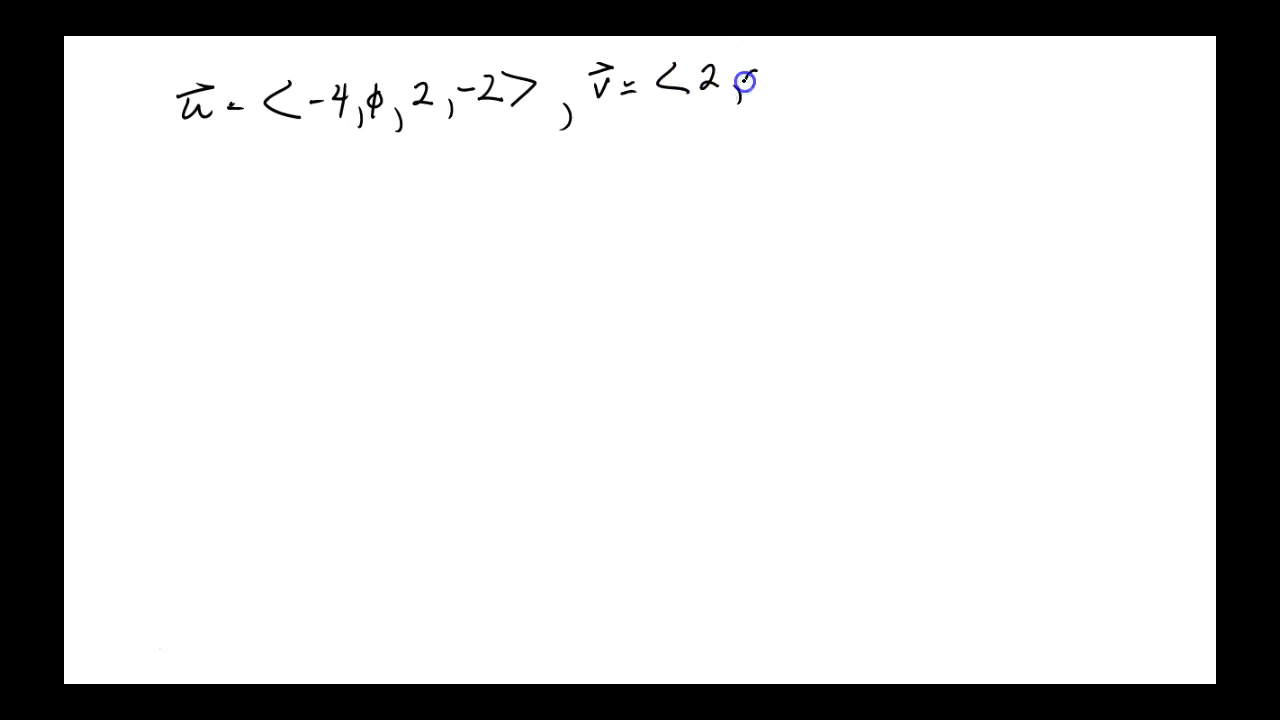 u⃗ = < -4, ϕ, 2, -2 > , v⃗ = < 2,